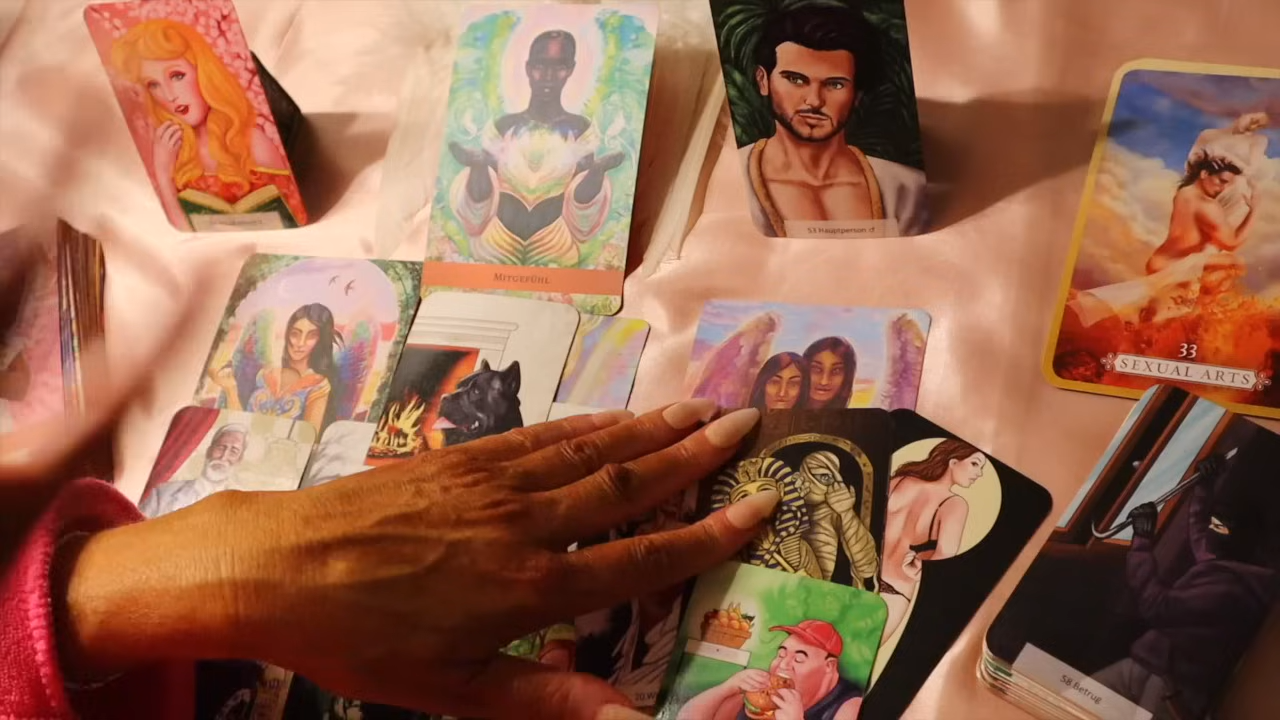 MITGEFÜHL
53 Hauptperson ♂
33
SEXUAL ARTS
58 Betrug